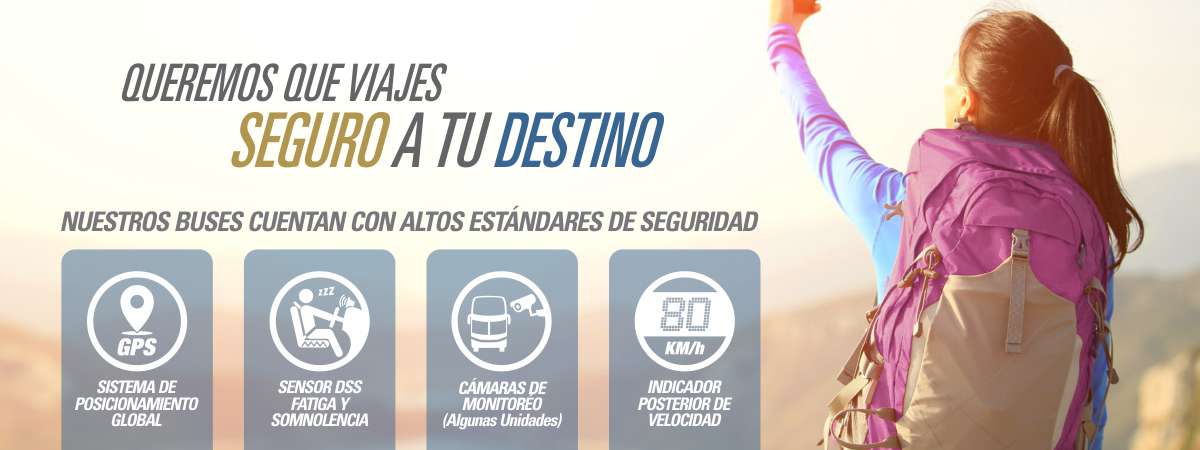 QUEREMOS QUE VIAJES
SEGURO A TU DESTINO
NUESTROS BUSES CUENTAN CON ALTOS ESTÁNDARES DE SEGURIDAD
GPS
SISTEMA DE
POSICIONAMIENTO
GLOBAL
zzz
SENSOR DSS
FATIGA Y
SOMNOLENCIA
CÁMARAS DE
MONITOREO
(Algunas Unidades)
80
KM/h
INDICADOR
POSTERIOR DE
VELOCIDAD